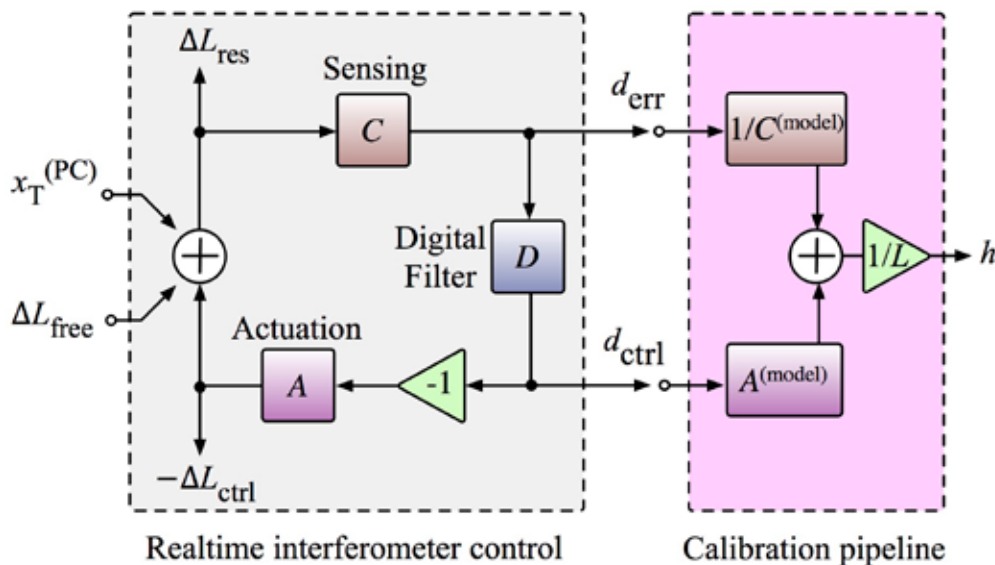 ΔL_res
Sensing
C
d_err
1/C^(model)
x_T^(PC)
Digital
Filter
D
1/L
h
ΔL_free
Actuation
A
-1
d_ctrl
A^(model)
−ΔL_ctrl
Realtime interferometer control
Calibration pipeline